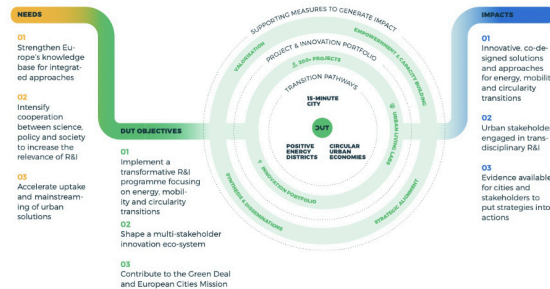 NEEDS
01
Strengthen Eu-
rope's knowledge
base for integrat-
ed approaches
02
Intensify
cooperation
between science,
policy and society
to increase the
relevance of R&I
03
Accelerate uptake
and mainstream-
ing of urban
solutions
DUT OBJECTIVES
01
Implement a
transformative R&I
programme focusing
on energy, mobil-
ity and circularity
transitions
02
Shape a multi-stakeholder
innovation eco-system
03
Contribute to the Green Deal
and European Cities Mission
SUPPORTING MEASURES TO GENERATE IMPACT
VALORISATION
EMPOWERMENT & CAPACITY BUILDING
PROJECT & INNOVATION PORTFOLIO
200+ PROJECTS
TRANSITION PATHWAYS
15-MINUTE
CITY
DUT
POSITIVE
ENERGY
DISTRICTS
CIRCULAR
URBAN
ECONOMIES
URBAN LIVING LABS
INNOVATION PORTFOLIO
SYNTHESIS & DISSEMINATIONS
STRATEGIC ALIGNMENT
IMPACTS
01
Innovative, co-de-
signed solutions
and approaches
for energy, mobilit
and circularity
transitions
02
Urban stakeholde
engaged in trans-
disciplinary R&I
03
Evidence available
for cities and
stakeholders to
put strategies into
actions